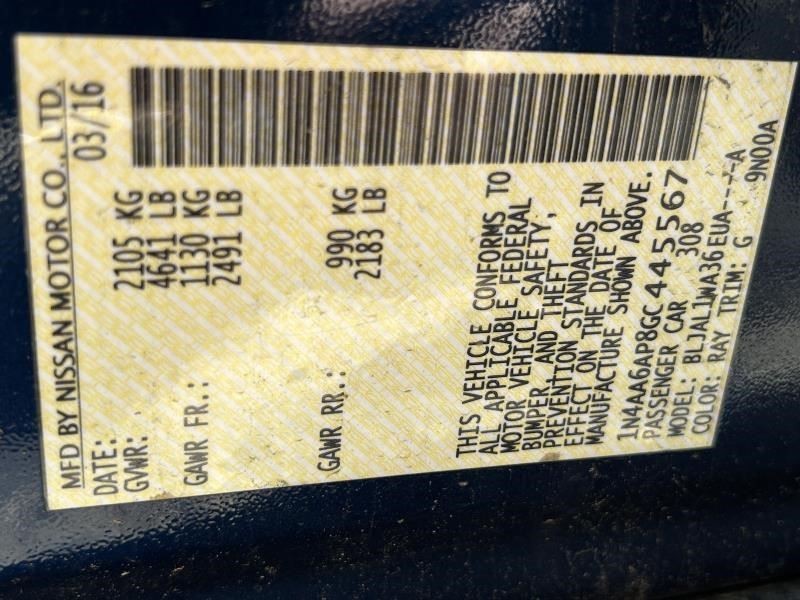 MFD BY NISSAN MOTOR CO., LTD.
DATE: 03/16
GVWR: 2105 KG
4641 LB
GAWR FR.: 1130 KG
2491 LB
GAWR RR.: 990 KG
2183 LB
THIS VEHICLE CONFORMS TO
ALL APPLICABLE FEDERAL
MOTOR VEHICLE SAFETY,
BUMPER AND THEFT
PREVENTION STANDARDS IN
EFFECT ON THE DATE OF
MANUFACTURE SHOWN ABOVE.
1N4AA6AP8GC445567
PASSENGER CAR 308
MODEL: BLJALLWA36EUA----A
COLOR: RAY TRIM: G 9N00A